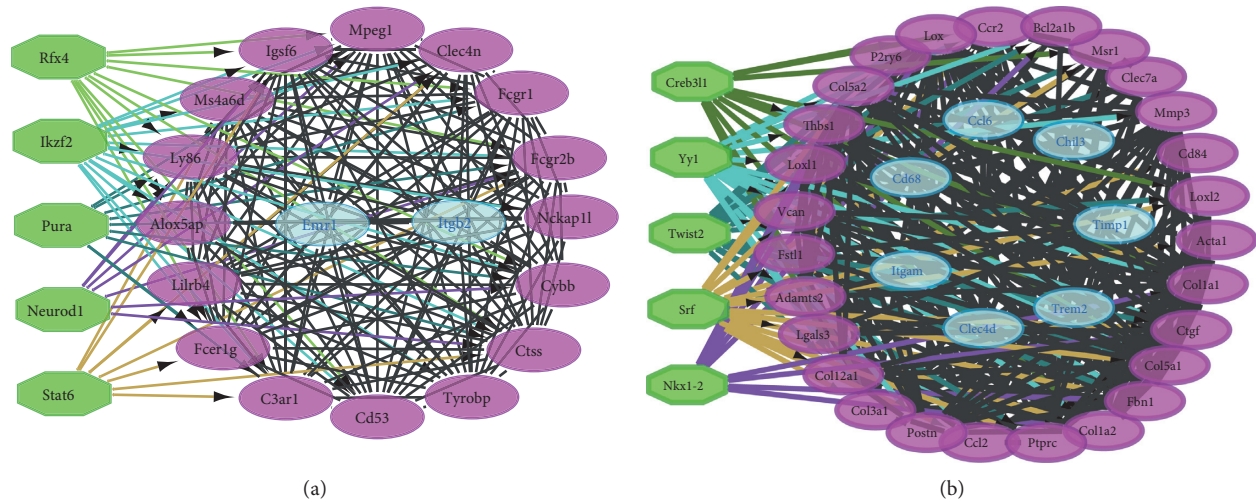 Rfx4
Ikzf2
Pura
Neurod1
Stat6
Mpeg1
Igsf6
Clec4n
Ms4a6d
Fcgr1
Ly86
Fcgr2b
Alox5ap
Emr1
Itgb2
Nckap1l
Lilrb4
Cybb
Fcer1g
Ctss
C3ar1
Cd53
Tyrobp
(a)
Creb3l1
Yy1
Twist2
Srf
Nkx1-2
Lox
Ccr2
Bcl2a1b
P2ry6
Msr1
Col5a2
Clec7a
Thbs1
Ccl6
Mmp3
Chil3
Loxl1
Cd68
Cd84
Loxl2
Vcan
Timp1
Acta1
Fstl1
Itgam
Col1a1
Adamts2
Trem2
Lgals3
Clec4d
Ctgf
Col12a1
Col5a1
Col3a1
Fbn1
Postn
Ccl2
Ptprc
Col1a2
(b)